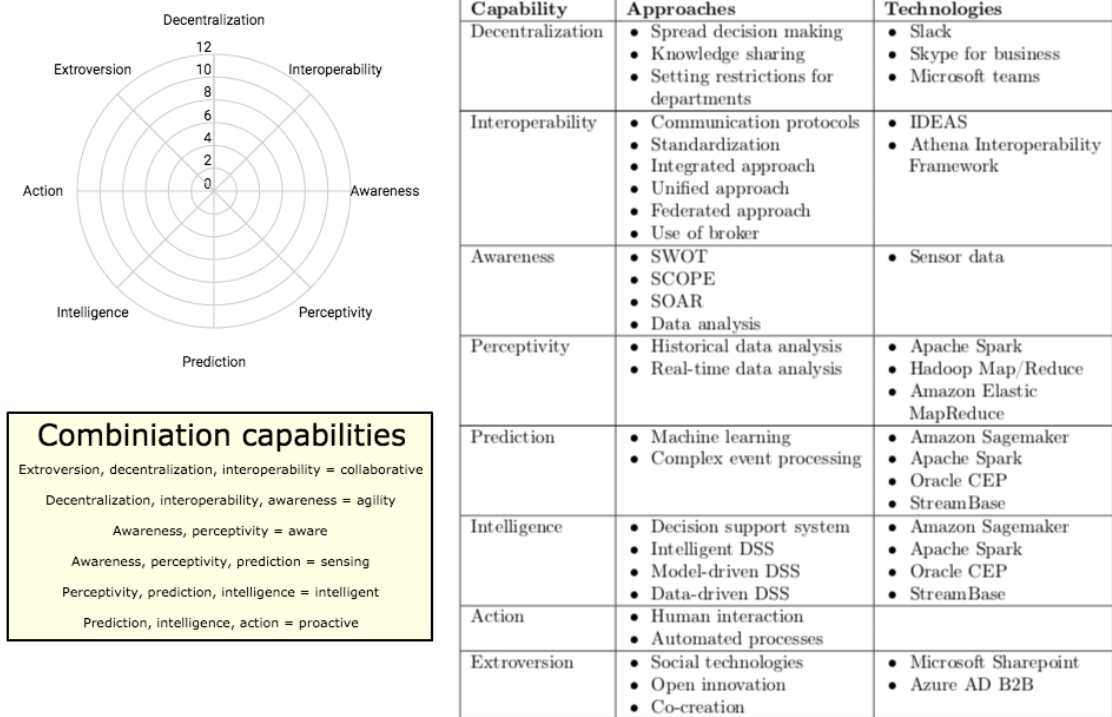 Decentralization
12
10
8
6
4
2
0
Extroversion
Interoperability
Action
Awareness
Intelligence
Perceptivity
Prediction
Combiniation capabilities
Extroversion, decentralization, interoperability = collaborative
Decentralization, interoperability, awareness = agility
Awareness, perceptivity = aware
Awareness, perceptivity, prediction = sensing
Perceptivity, prediction, intelligence = intelligent
Prediction, intelligence, action = proactive
Capability Approaches Technologies
Decentralization • Spread decision making • Slack
• Knowledge sharing • Skype for business
• Setting restrictions for • Microsoft teams
departments
Interoperability • Communication protocols • IDEAS
• Standardization • Athena Interoperability
• Integrated approach Framework
• Unified approach
• Federated approach
• Use of broker
Awareness • SWOT • Sensor data
• SCOPE
• SOAR
• Data analysis
Perceptivity • Historical data analysis • Apache Spark
• Real-time data analysis • Hadoop Map/Reduce
• Amazon Elastic
MapReduce
Prediction • Machine learning • Amazon Sagemaker
• Complex event processing • Apache Spark
• Oracle CEP
• StreamBase
Intelligence • Decision support system • Amazon Sagemaker
• Intelligent DSS • Apache Spark
• Model-driven DSS • Oracle CEP
• Data-driven DSS • StreamBase
Action • Human interaction
• Automated processes
Extroversion • Social technologies • Microsoft Sharepoint
• Open innovation • Azure AD B2B
• Co-creation